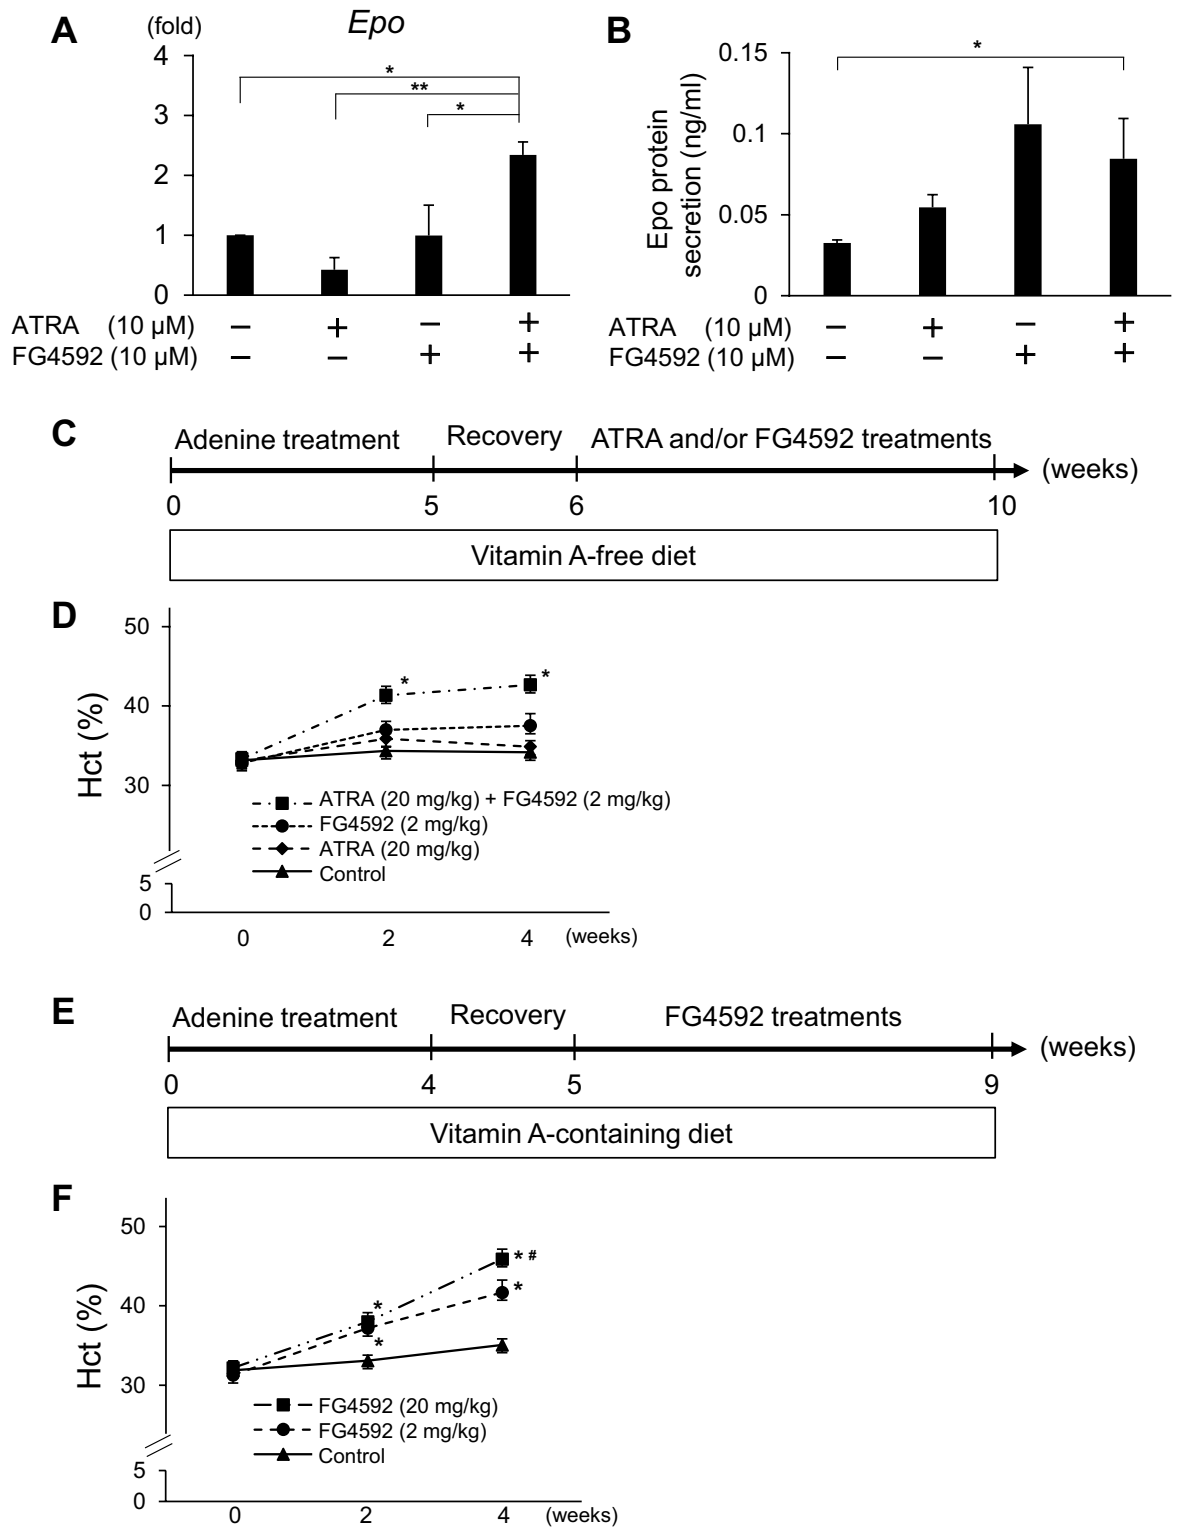 A
(fold)
Epo
4
3
2
1
0
*
**
*
ATRA (10 μM) − + − +
FG4592 (10 μM) − − + +
B
Epo protein
secretion (ng/ml)
0.15
0.1
0.05
0
*
ATRA (10 μM) − + − +
FG4592 (10 μM) − − + +
C
Adenine treatment Recovery ATRA and/or FG4592 treatments
(weeks)
0 5 6 10
Vitamin A-free diet
D
Hct (%)
50
40
30
5
0
* *
ATRA (20 mg/kg) + FG4592 (2 mg/kg)
FG4592 (2 mg/kg)
ATRA (20 mg/kg)
Control
0 2 4 (weeks)
E
Adenine treatment Recovery FG4592 treatments
(weeks)
0 4 5 9
Vitamin A-containing diet
F
Hct (%)
50
40
30
5
0
* #
*
*
*
FG4592 (20 mg/kg)
FG4592 (2 mg/kg)
Control
0 2 4 (weeks)